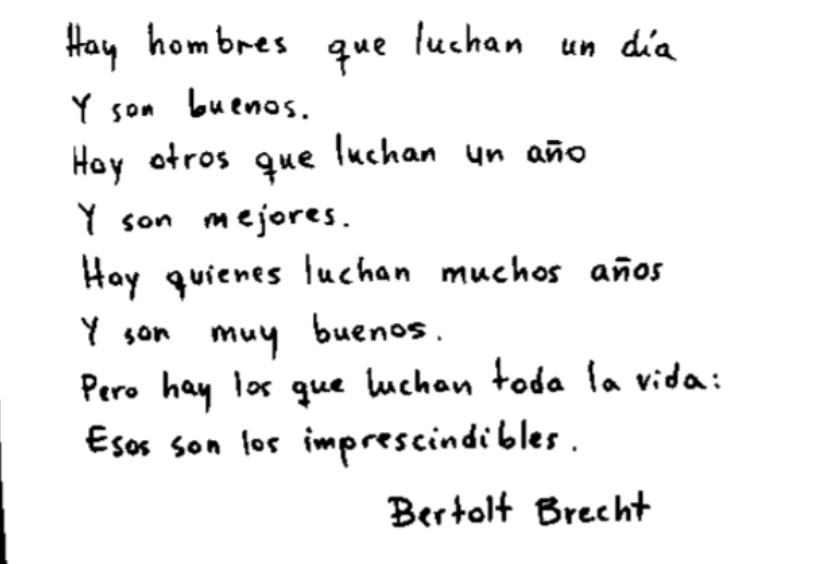 Hay hombres que luchan un día
Y son buenos.
Hay otros que luchan un año
Y son mejores.
Hay quienes luchan muchos años
Y son muy buenos.
Pero hay los que luchan toda la vida:
Esos son los imprescindibles.
Bertolt Brecht